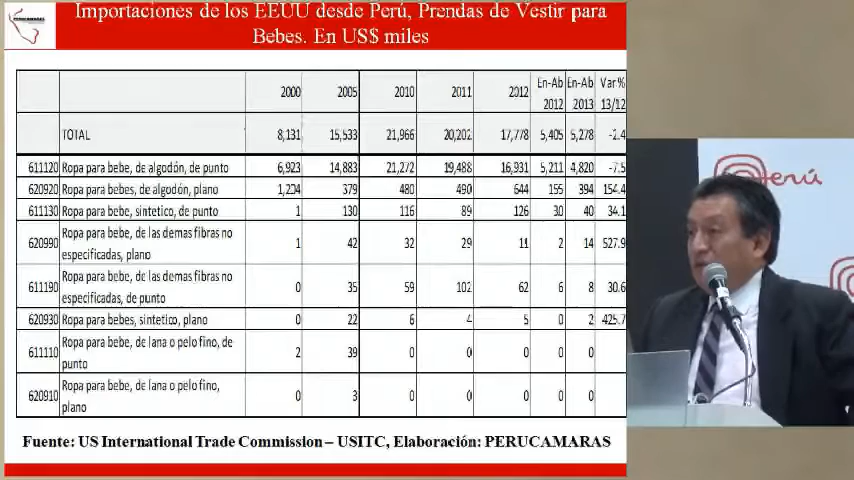 PERUCAMARAS
Importaciones de los EEUU desde Perú, Prendas de Vestir para
Bebes. En US$ miles
2000 2005 2010 2011 2012 En-Ab 2012 En-Ab 2013 Var% 13/12
TOTAL 8,131 15,533 21,966 20,202 17,778 5,405 5,278 -2.4
611120 Ropa para bebe, de algodón, de punto 6,923 14,883 21,272 19,488 16,931 5,211 4,820 -7.5
620920 Ropa para bebes, de algodón, plano 1,204 379 480 490 644 155 394 154.4
611130 Ropa para bebe, sintetico, de punto 1 130 116 89 126 30 40 34.1
620990 Ropa para bebe, de las demas fibras no
especificadas, plano 1 42 32 29 11 2 14 527.9
611190 Ropa para bebe, de las demas fibras no
especificadas, de punto 0 35 59 102 62 6 8 30.6
620930 Ropa para bebes, sintetico, plano 0 22 6 4 5 0 2 425.7
611110 Ropa para bebe, de lana o pelo fino, de
punto 2 39 0 0 0 0 0
620910 Ropa para bebe, de lana o pelo fino,
plano 0 3 0 0 0 0 0
Fuente: US International Trade Commission – USITC, Elaboración: PERUCAMARAS
Perú